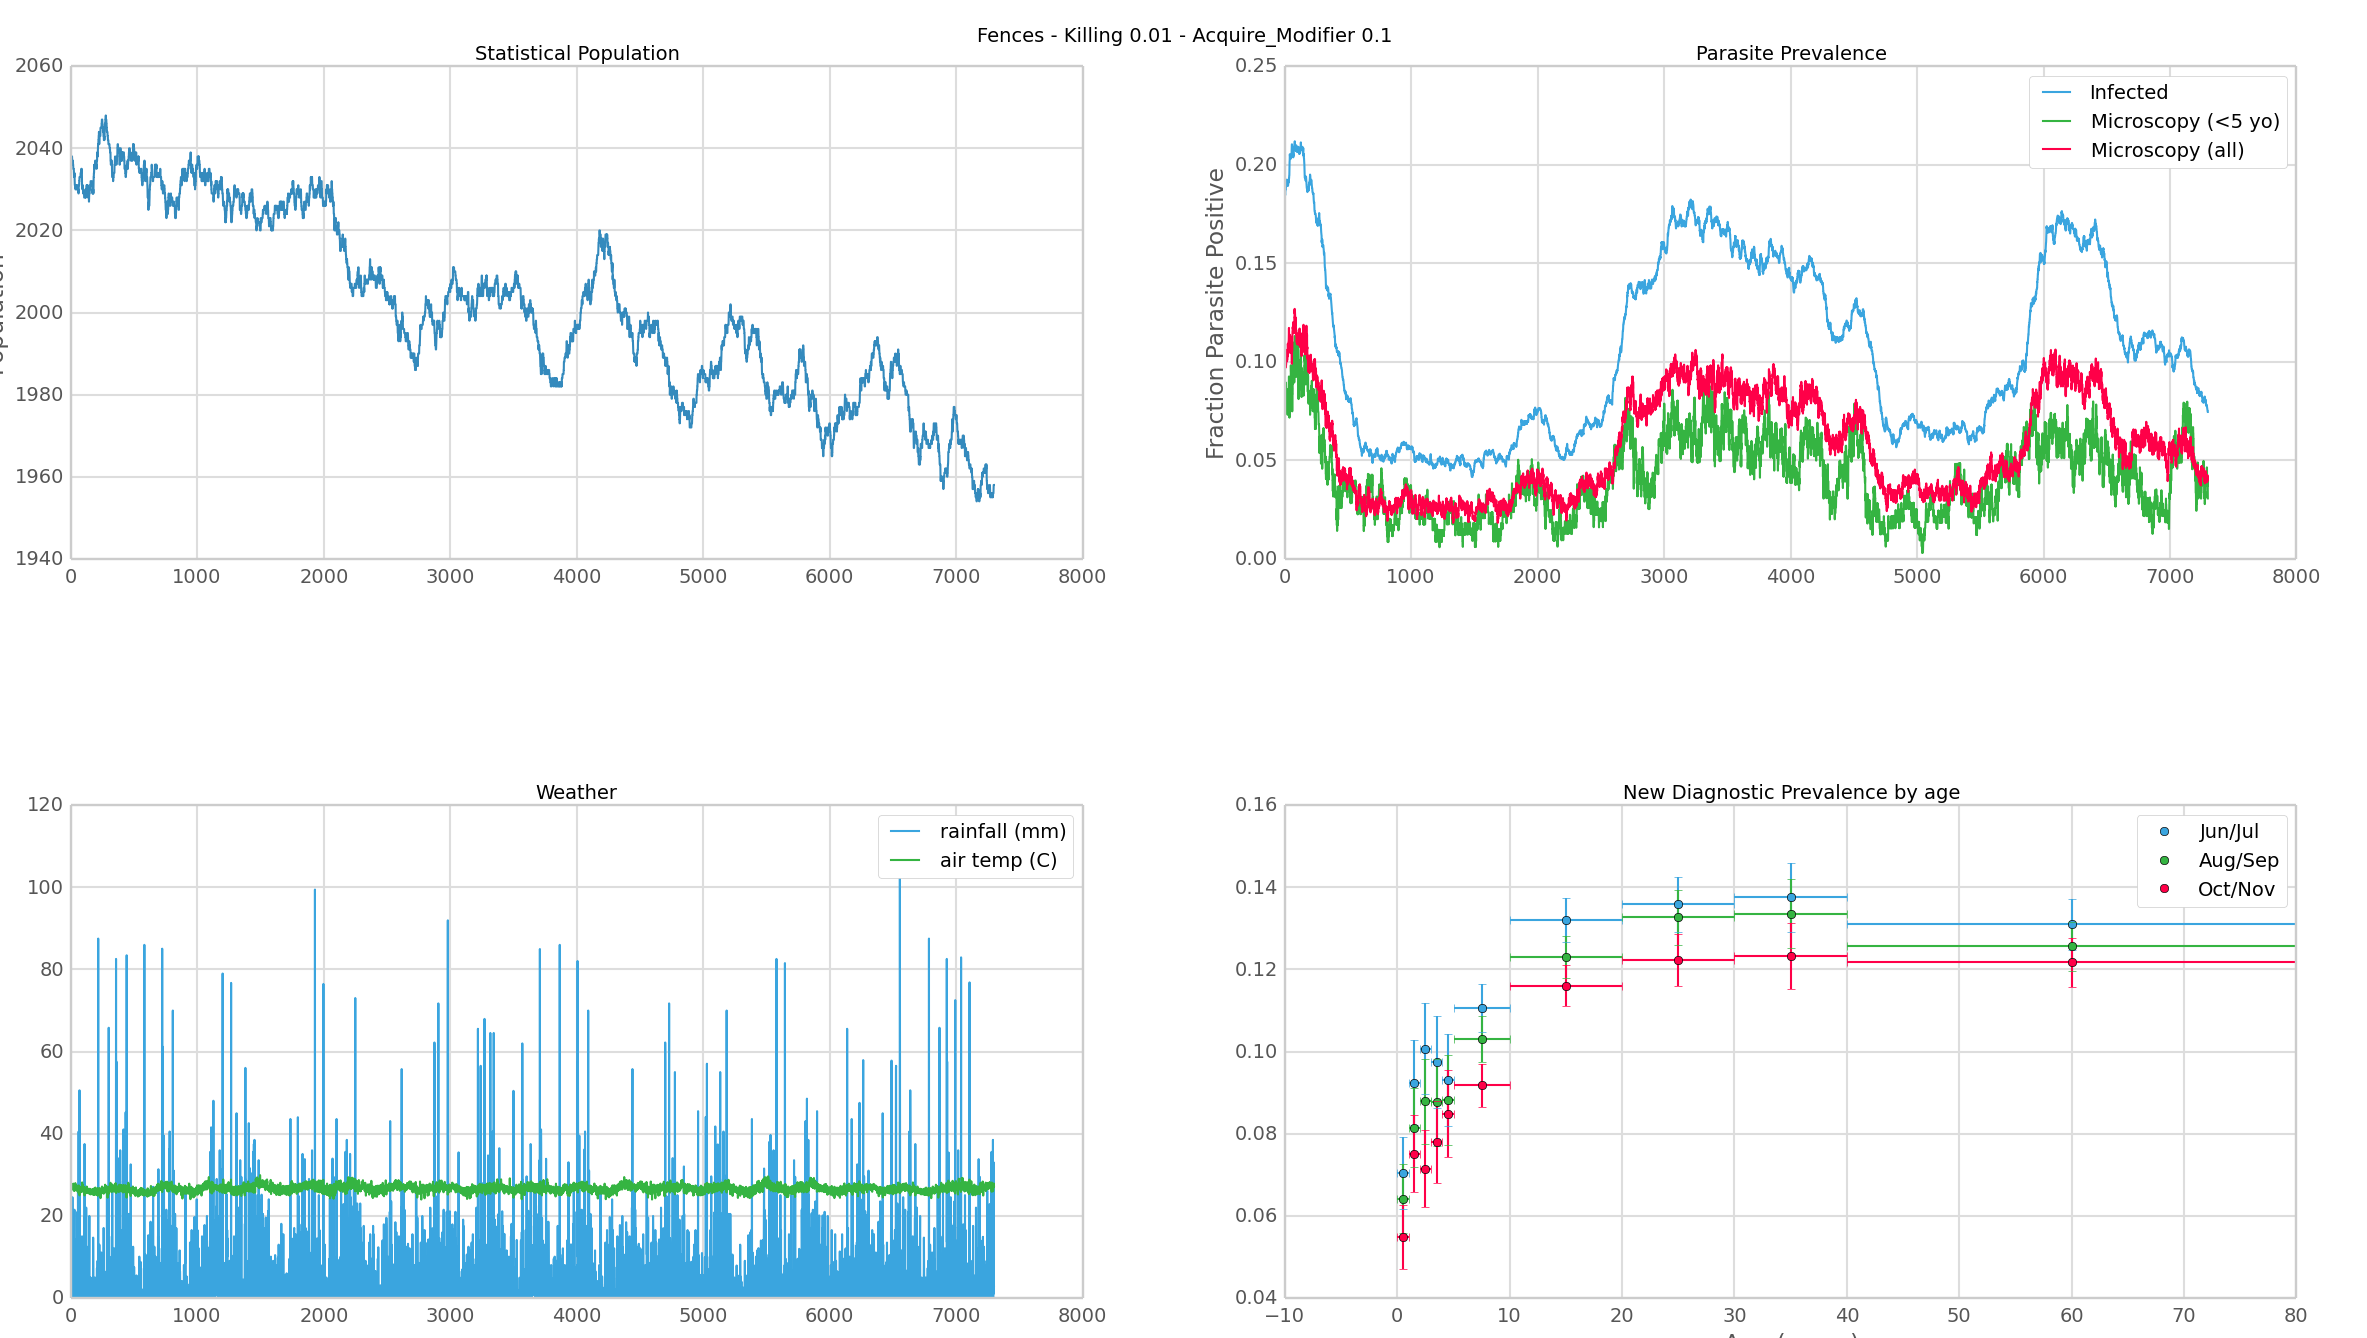 Fences - Killing 0.01 - Acquire_Modifier 0.1
Statistical Population
2060
2040
2020
2000
1980
1960
1940
0 1000 2000 3000 4000 5000 6000 7000 8000
Parasite Prevalence
Fraction Parasite Positive
0.25
0.20
0.15
0.10
0.05
0.00
0 1000 2000 3000 4000 5000 6000 7000 8000
Infected
Microscopy (<5 yo)
Microscopy (all)
Weather
120
100
80
60
40
20
0
0 1000 2000 3000 4000 5000 6000 7000 8000
rainfall (mm)
air temp (C)
New Diagnostic Prevalence by age
0.16
0.14
0.12
0.10
0.08
0.06
0.04
−10 0 10 20 30 40 50 60 70 80
Jun/Jul
Aug/Sep
Oct/Nov